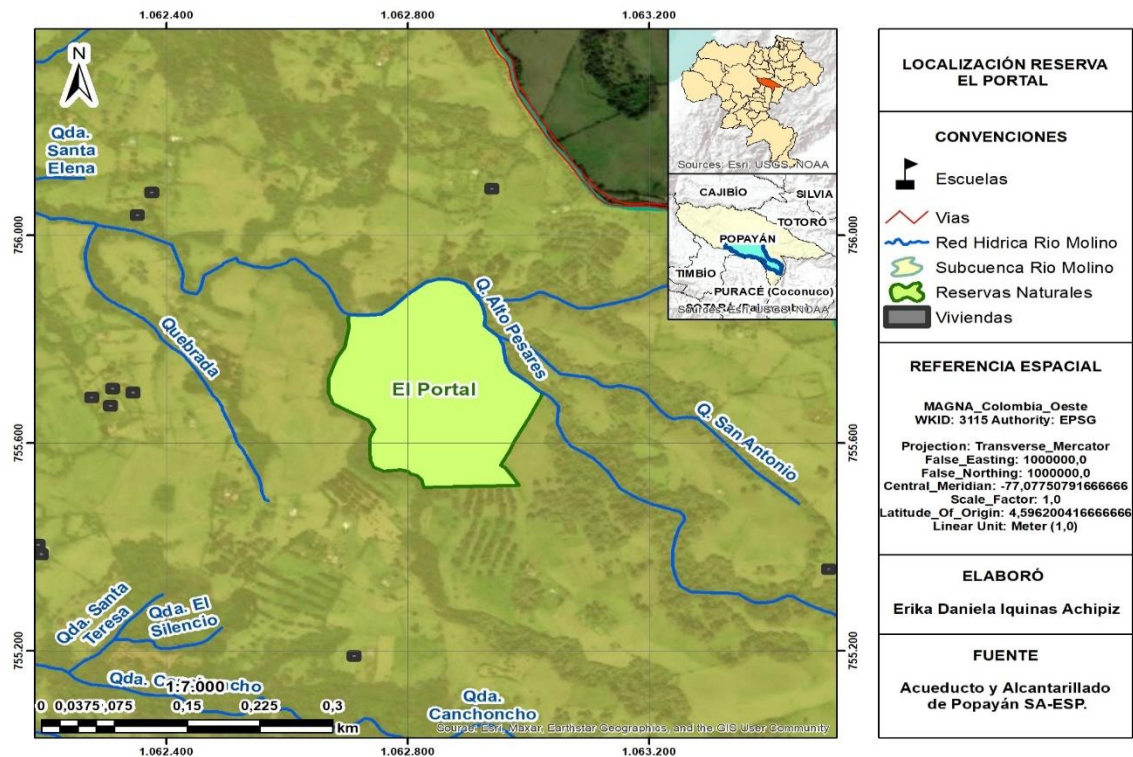 1.062.400
1.062.800
1.063.200
N
Qda.
Santa
Elena
756.000
756.000
Sources: Esri, USGS, NOAA
CAJIBÍO
SILVIA
TOTORÓ
POPAYÁN
TIMBÍO
PURACÉ (Coconuco)
Sources: Esri, USGS, NOAA
Quebrada
Q. Alto Pesares
El Portal
Q. San Antonio
755.600
755.600
Qda. Santa
Teresa
Qda. El
Silencio
755.200
755.200
Qda.
1:7.000
0 0,0375 0,075 0,15 0,225 0,3
km
Qda.
Canchoncho
Source: Esri, Maxar, Earthstar Geographics, and the GIS User Community
1.062.400
1.062.800
1.063.200
LOCALIZACIÓN RESERVA
EL PORTAL
CONVENCIONES
Escuelas
Vias
Red Hidrica Rio Molino
Subcuenca Rio Molino
Reservas Naturales
Viviendas
REFERENCIA ESPACIAL
MAGNA_Colombia_Oeste
WKID: 3115 Authority: EPSG
Projection: Transverse_Mercator
False_Easting: 1000000,0
False_Northing: 1000000,0
Central_Meridian: -77,07750791666666
Scale_Factor: 1,0
Latitude_Of_Origin: 4,596200416666666
Linear Unit: Meter (1,0)
ELABORÓ
Erika Daniela Iquinas Achipiz
FUENTE
Acueducto y Alcantarillado
de Popayán SA-ESP.